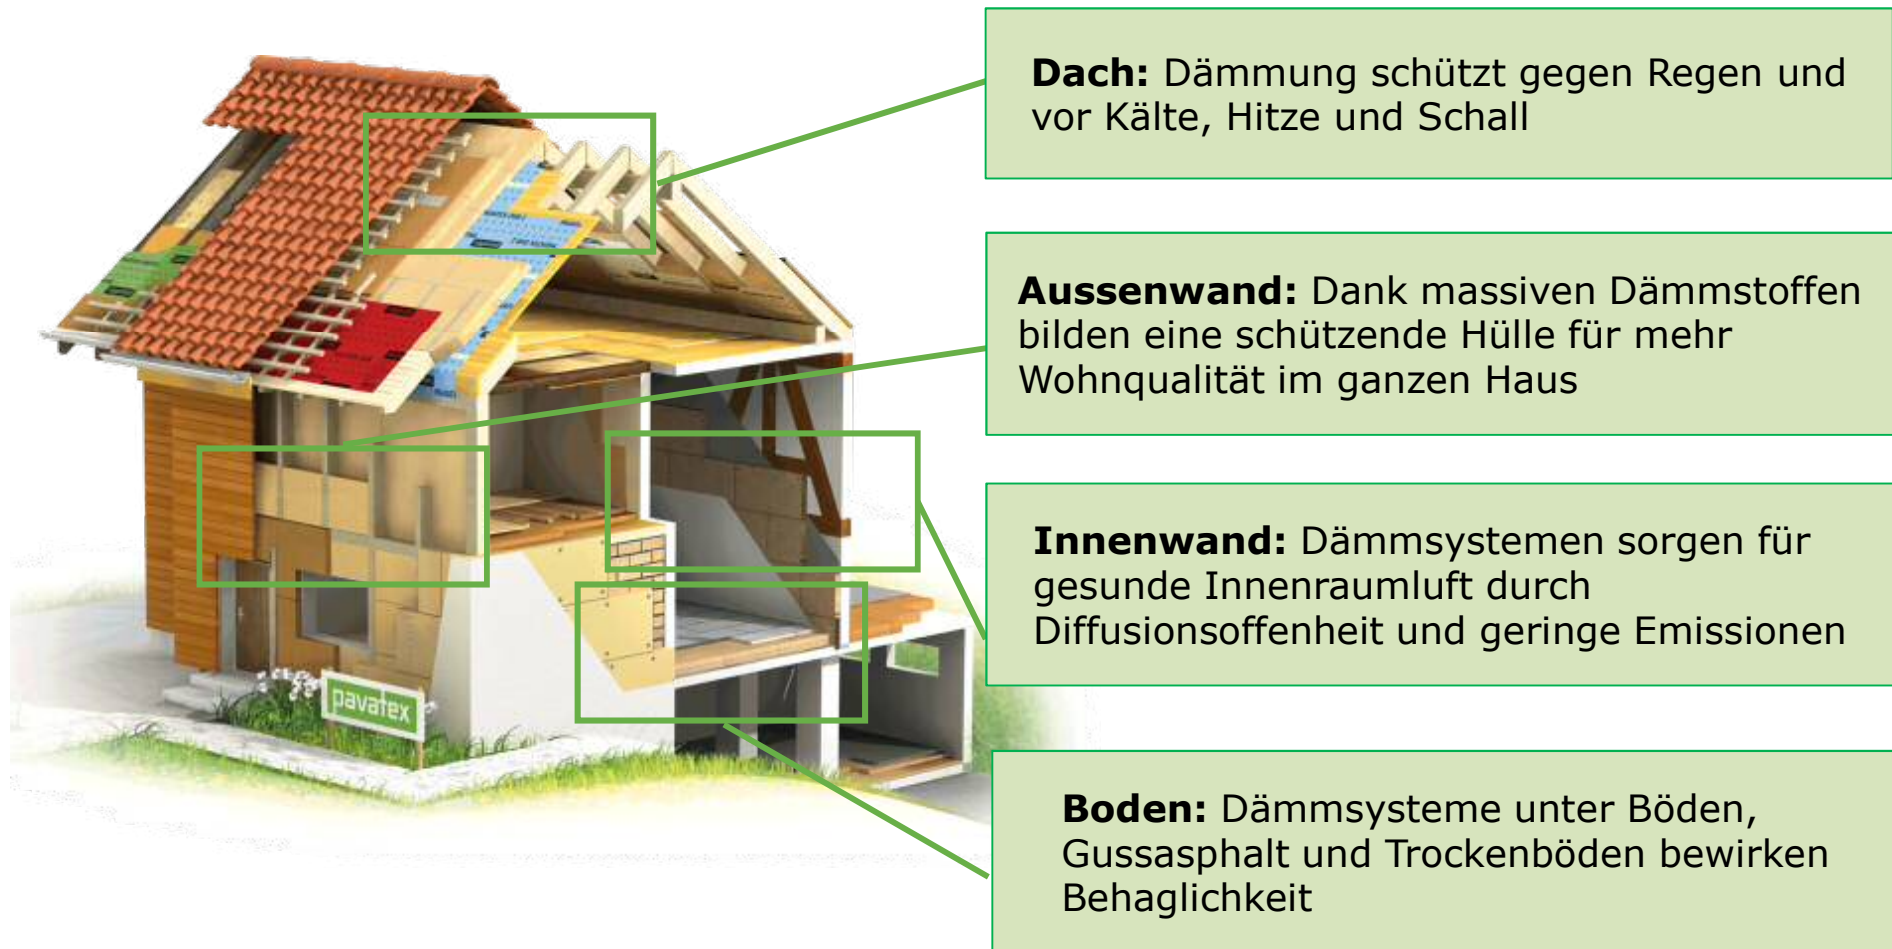 Dach: Dämmung schützt gegen Regen und
vor Kälte, Hitze und Schall
Aussenwand: Dank massiven Dämmstoffen
bilden eine schützende Hülle für mehr
Wohnqualität im ganzen Haus
Innenwand: Dämmsystemen sorgen für
gesunde Innenraumluft durch
Diffusionsoffenheit und geringe Emissionen
Boden: Dämmsysteme unter Böden,
Gussasphalt und Trockenböden bewirken
Behaglichkeit
pavatex